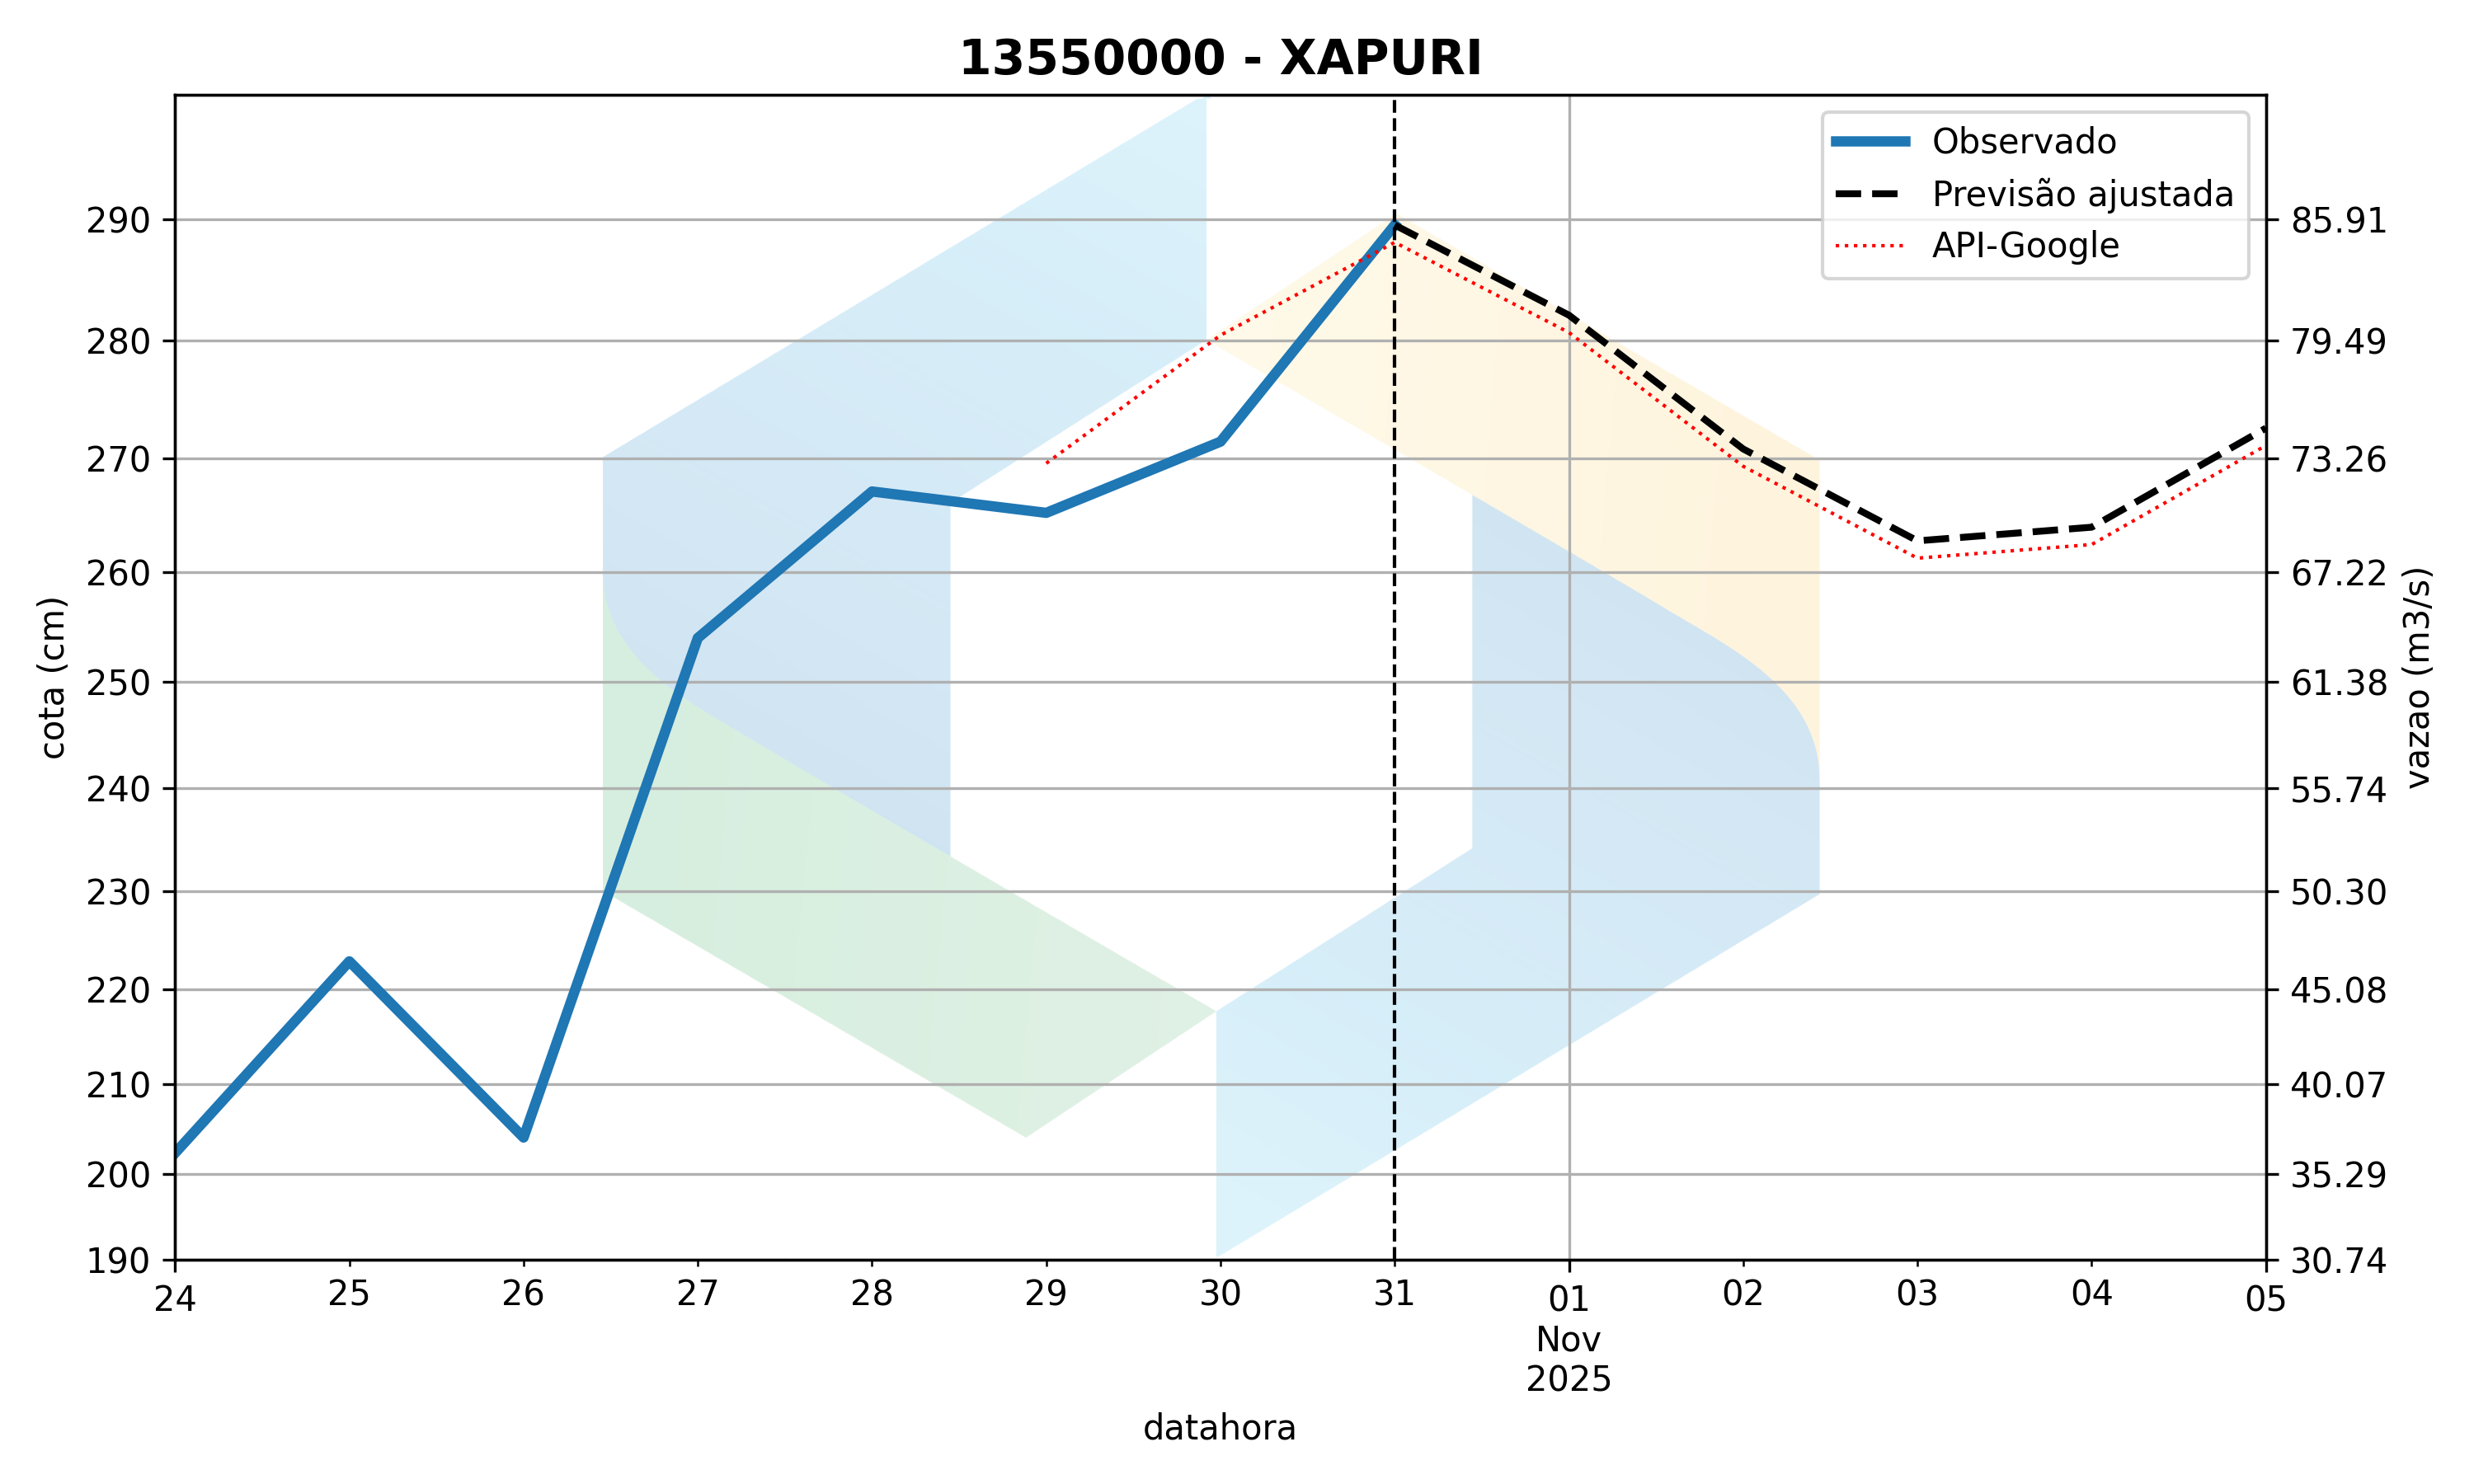 13550000 - XAPURI
Observado
Previsão ajustada
API-Google
290
280
270
260
250
240
230
220
210
200
190
cota (cm)
85.91
79.49
73.26
67.22
61.38
55.74
50.30
45.08
40.07
35.29
30.74
vazao (m3/s)
24 25 26 27 28 29 30 31 01 02 03 04 05
Nov
2025
datahora